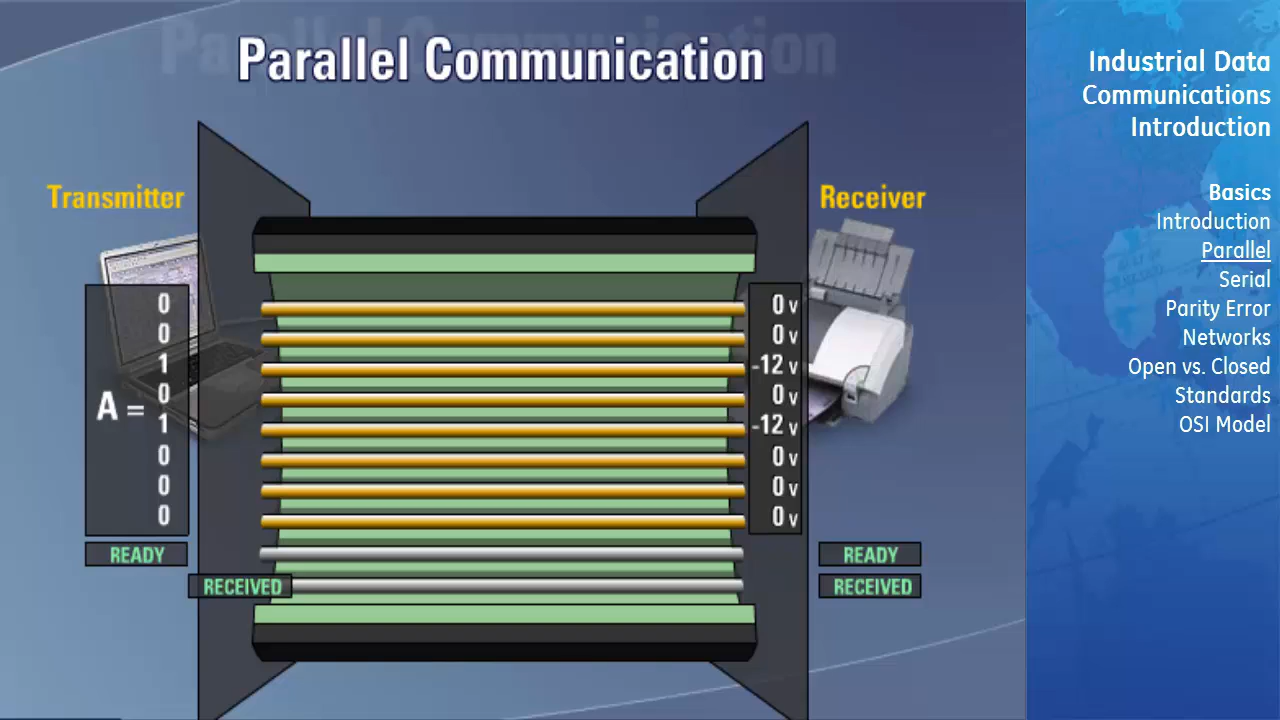 Parallel Communication
Transmitter
Receiver
0
0
1
0
A =
1
0
0
0
0 v
0 v
-12 v
0 v
-12 v
0 v
0 v
0 v
READY
READY
RECEIVED
RECEIVED
Industrial Data
Communications
Introduction
Basics
Introduction
Parallel
Serial
Parity Error
Networks
Open vs. Closed
Standards
OSI Model